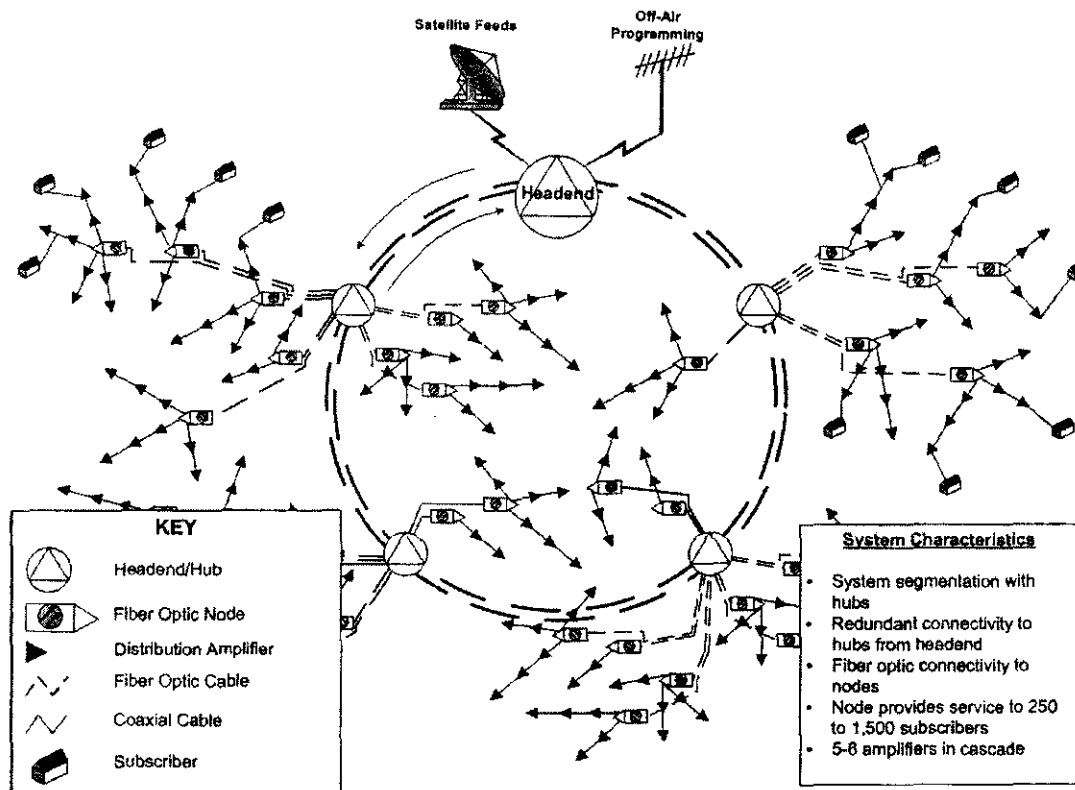 Satellite Feeds
Off-Air
Programming
Headend
KEY
Headend/Hub
Fiber Optic Node
Distribution Amplifier
Fiber Optic Cable
Coaxial Cable
Subscriber
System Characteristics
• System segmentation with
hubs
• Redundant connectivity to
hubs from headend
• Fiber optic connectivity to
nodes
• Node provides service to 250
to 1,500 subscribers
• 5-6 amplifiers in cascade